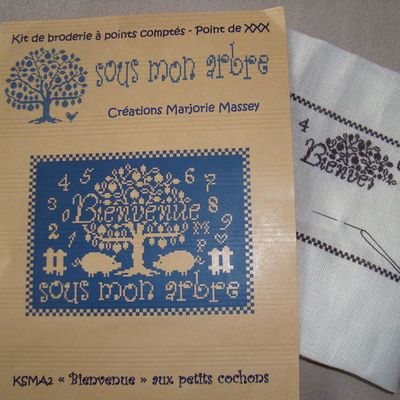 Kit de broderie à points comptés - Point de XXX
sous mon arbre
Créations Marjorie Massey
4 5 6 7
3 8
0 Bienvenue 9
2 1 M
P
sous mon arbre
KSMA2 « Bienvenue » aux petits cochons
4
Bienven